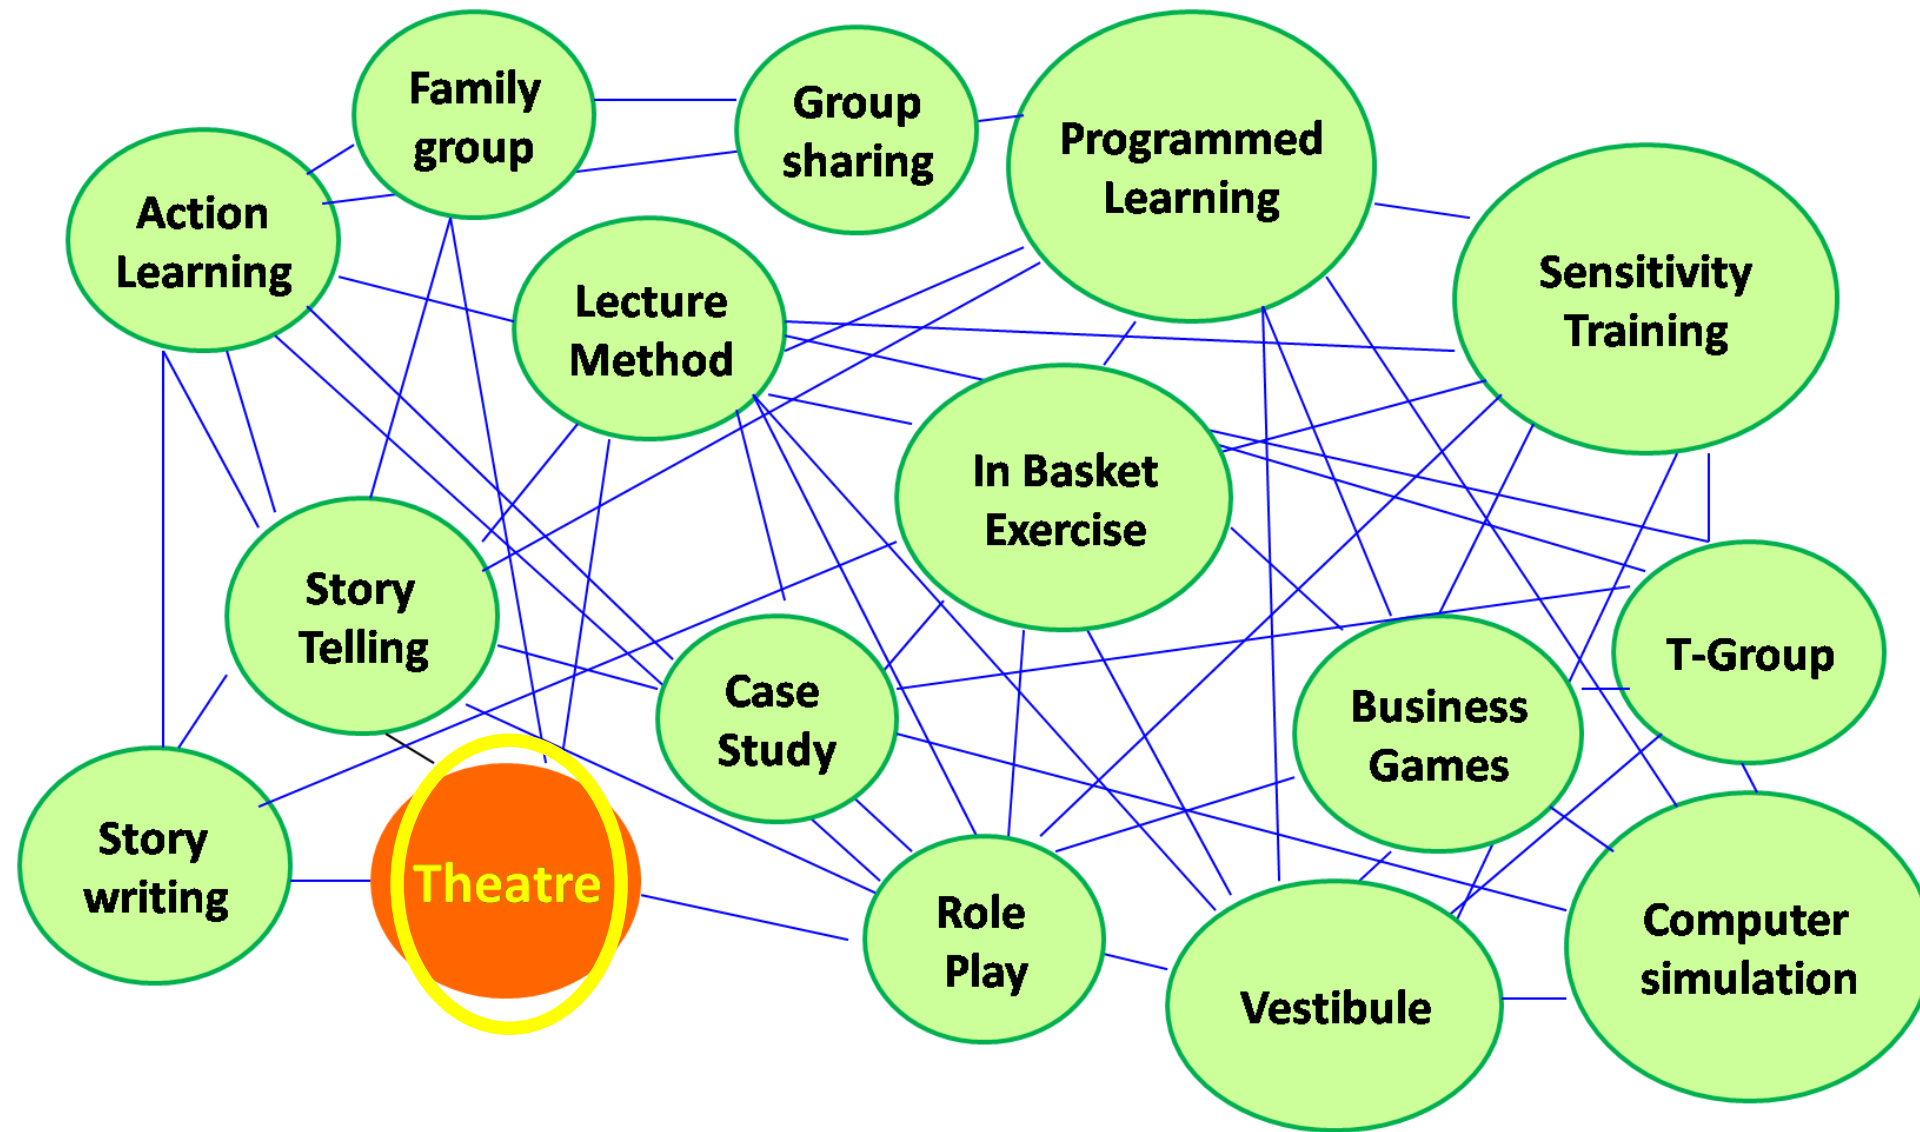 Family
group
Group
sharing
Programmed
Learning
Action
Learning
Lecture
Method
Sensitivity
Training
In Basket
Exercise
Story
Telling
Case
Study
T-Group
Business
Games
Story
writing
Theatre
Role
Play
Vestibule
Computer
simulation